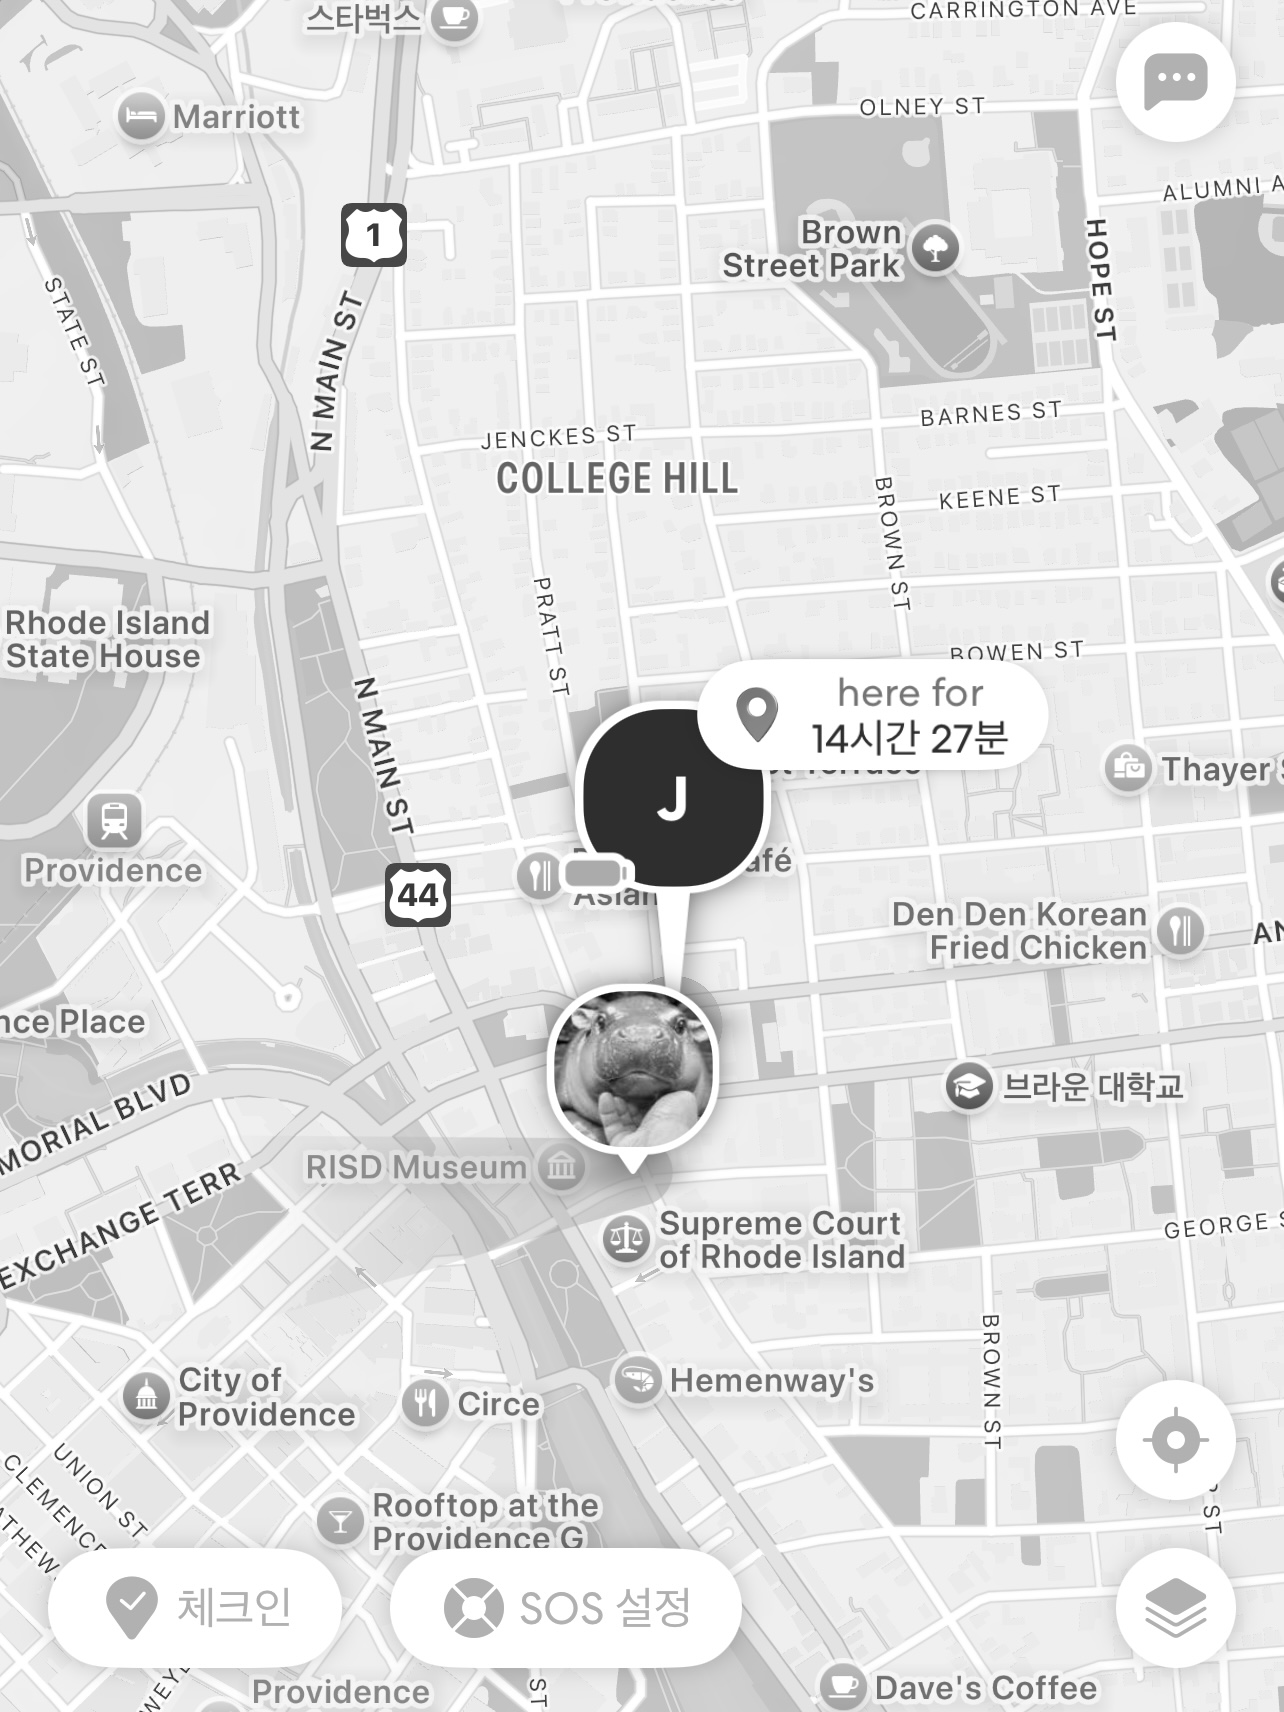 스타벅스
CARRINGTON AVE
Marriott
OLNEY ST
1
Brown
Street Park
ALUMNI A
HOPE ST
STATE ST
N MAIN ST
BARNES ST
JENCKES ST
COLLEGE HILL
KEENE ST
BROWN ST
PRATT ST
Rhode Island
State House
BOWEN ST
here for
14시간 27분
N MAIN ST
J
Thayer S
Providence
afé
44
Asian
Den Den Korean
Fried Chicken
AN
nce Place
브라운 대학교
MORIAL BLVD
RISD Museum
EXCHANGE TERR
Supreme Court
of Rhode Island
GEORGE S
City of
Providence
Circe
Hemenway's
BROWN ST
UNION ST
CLEMENCE
ATHEW
Rooftop at the
Providence G
ST
체크인
SOS 설정
WEY
Providence
ST
Dave's Coffee